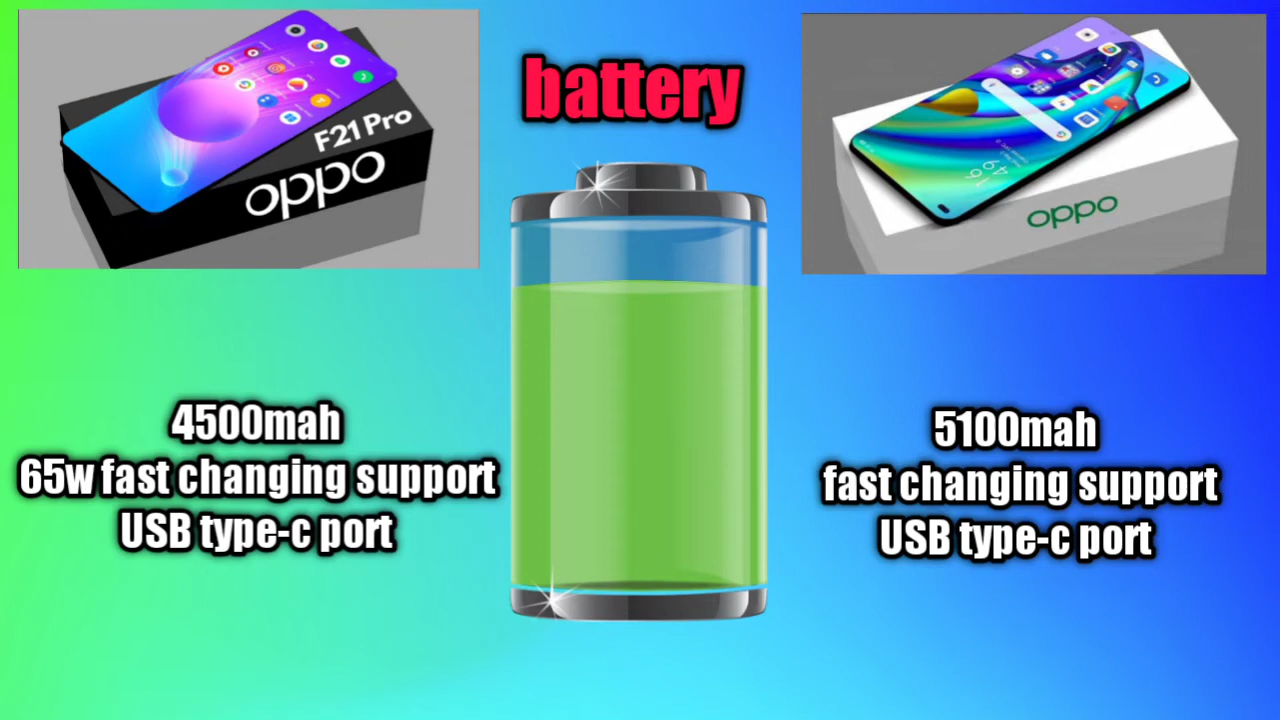 battery
F21 Pro
oppo
oppo
4500mah
65w fast changing support
USB type-c port
5100mah
fast changing support
USB type-c port